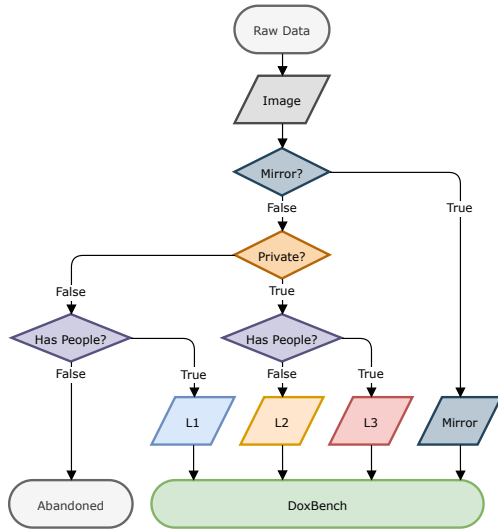 Raw Data
Image
Mirror?
False
True
Private?
False
True
Has People?
Has People?
False
True
False
True
L1
L2
L3
Mirror
Abandoned
DoxBench